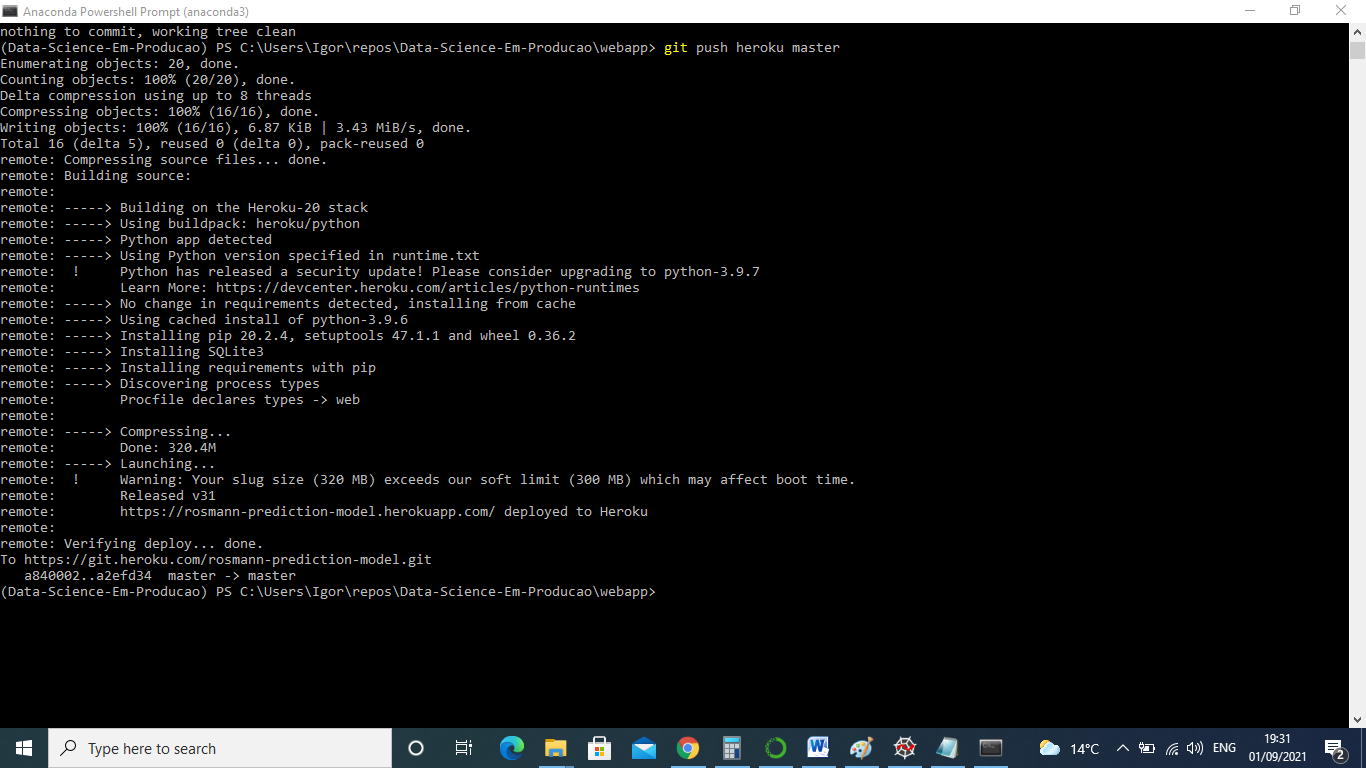 Anaconda Powershell Prompt (anaconda3)
nothing to commit, working tree clean
(Data-Science-Em-Producao) PS C:\Users\Igor\repos\Data-Science-Em-Producao\webapp> git push heroku master
Enumerating objects: 20, done.
Counting objects: 100% (20/20), done.
Delta compression using up to 8 threads
Compressing objects: 100% (16/16), done.
Writing objects: 100% (16/16), 6.87 KiB | 3.43 MiB/s, done.
Total 16 (delta 5), reused 0 (delta 0), pack-reused 0
remote: Compressing source files... done.
remote: Building source:
remote:
remote: -----> Building on the Heroku-20 stack
remote: -----> Using buildpack: heroku/python
remote: -----> Python app detected
remote: -----> Using Python version specified in runtime.txt
remote:  !     Python has released a security update! Please consider upgrading to python-3.9.7
remote:        Learn More: https://devcenter.heroku.com/articles/python-runtimes
remote: -----> No change in requirements detected, installing from cache
remote: -----> Using cached install of python-3.9.6
remote: -----> Installing pip 20.2.4, setuptools 47.1.1 and wheel 0.36.2
remote: -----> Installing SQLite3
remote: -----> Installing requirements with pip
remote: -----> Discovering process types
remote:        Procfile declares types -> web
remote:
remote: -----> Compressing...
remote:        Done: 320.4M
remote: -----> Launching...
remote:  !     Warning: Your slug size (320 MB) exceeds our soft limit (300 MB) which may affect boot time.
remote:        Released v31
remote:        https://rosmann-prediction-model.herokuapp.com/ deployed to Heroku
remote:
remote: Verifying deploy... done.
To https://git.heroku.com/rosmann-prediction-model.git
   a840002..a2efd34  master -> master
(Data-Science-Em-Producao) PS C:\Users\Igor\repos\Data-Science-Em-Producao\webapp>
Type here to search
14°C
ENG
19:31
01/09/2021
2